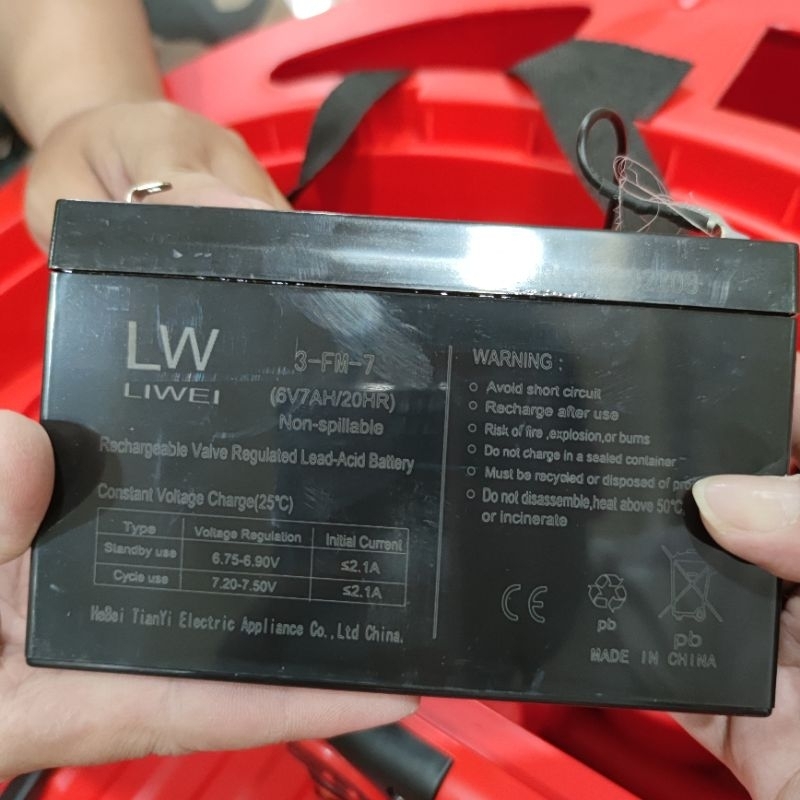 LW
LIWEI
3-FM-7
(6V7AH/20HR)
Non-spillable
Rechargeable Valve Regulated Lead-Acid Battery
Constant Voltage Charge(25℃)
Type Voltage Regulation Initial Current
Standby use 6.75-6.90V ≤2.1A
Cycle use 7.20-7.50V ≤2.1A
HeBei TianYi Electric Appliance Co.,Ltd China.
WARNING :
Avoid short circuit
Recharge after use
Risk of fire ,explosion,or burns
Do not charge in a sealed container
Must be recycled or disposed of
Do not disassemble,heat above 50℃,
or incinerate
CE
pb
pb
MADE IN CHINA